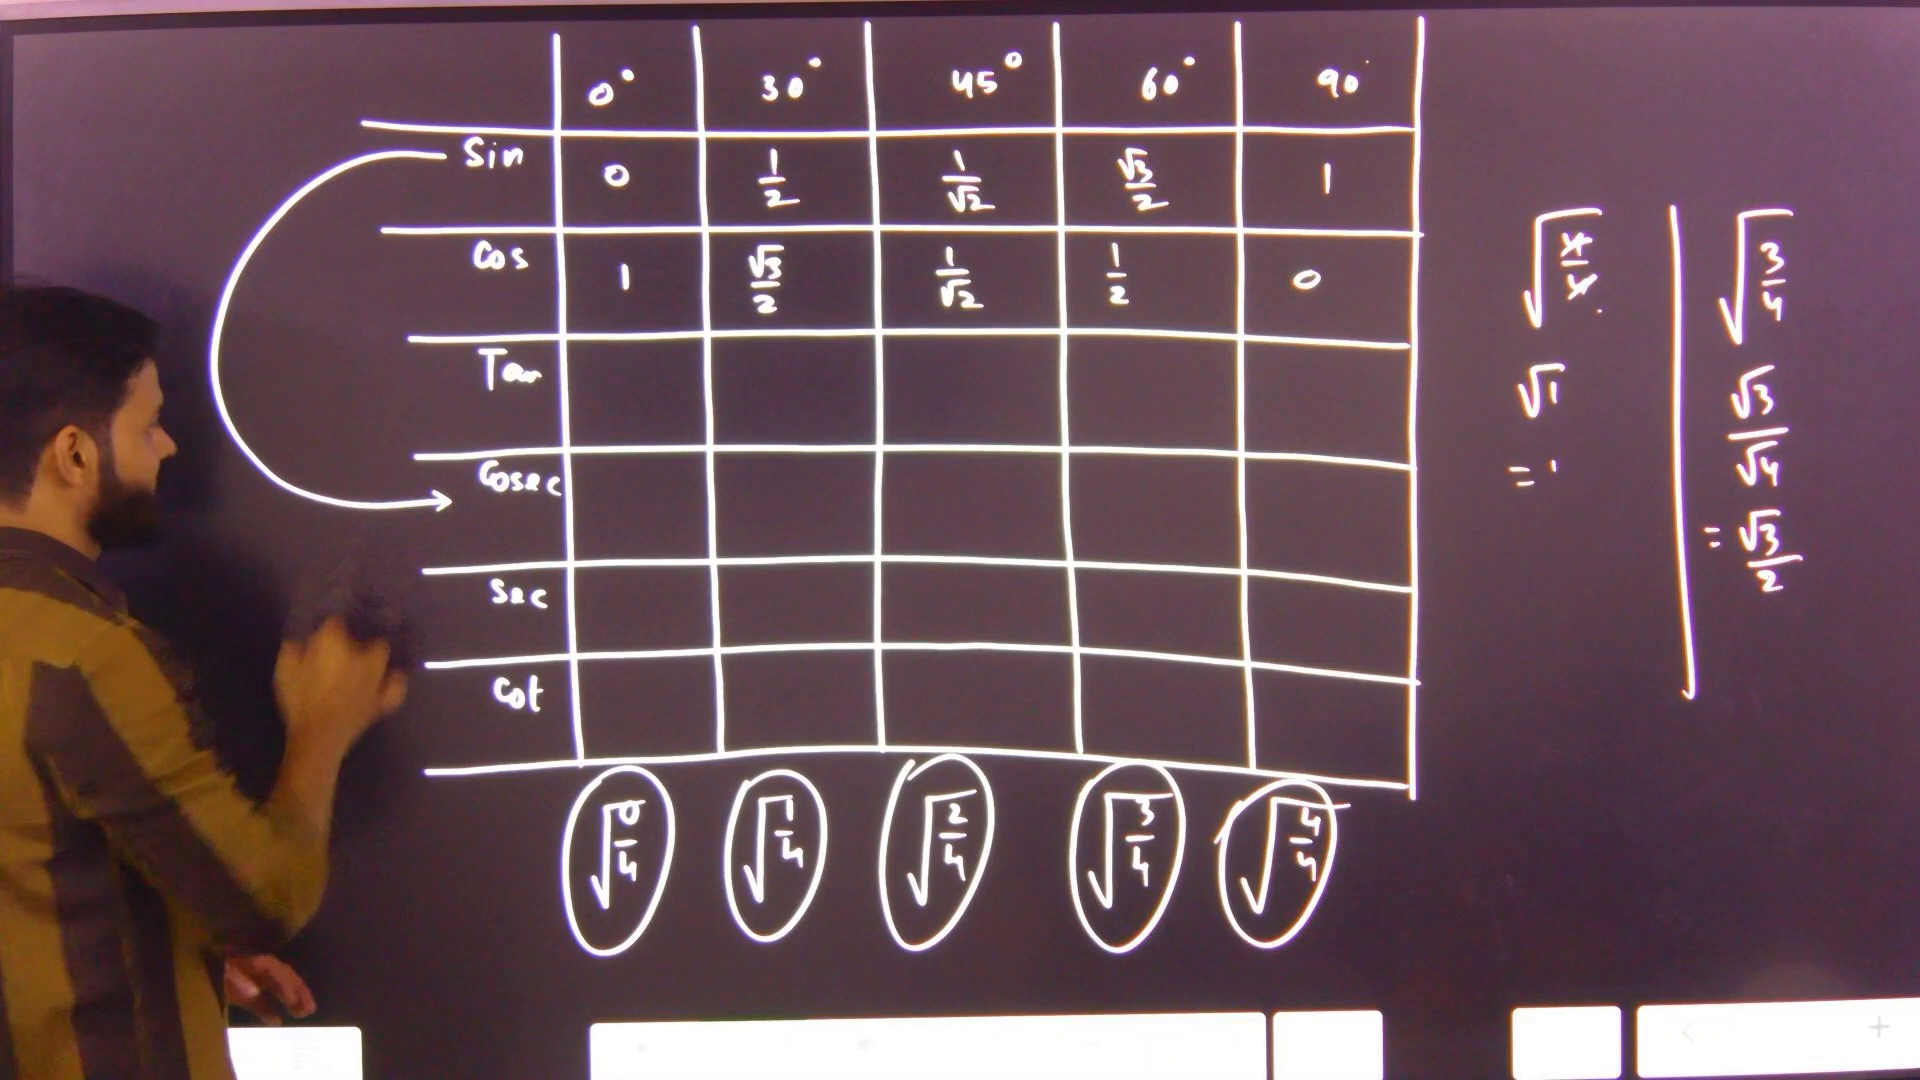 0° 30° 45° 60° 90
Sin 0 1/2 1/√2 √3/2 1
Cos 1 √3/2 1/√2 1/2 0
Tan
Cosec
Sec
Cot
√0/4 √1/4 √2/4 √3/4 √4/4
√4/4
√1
= 1
√3/4
√3/√4
= √3/2